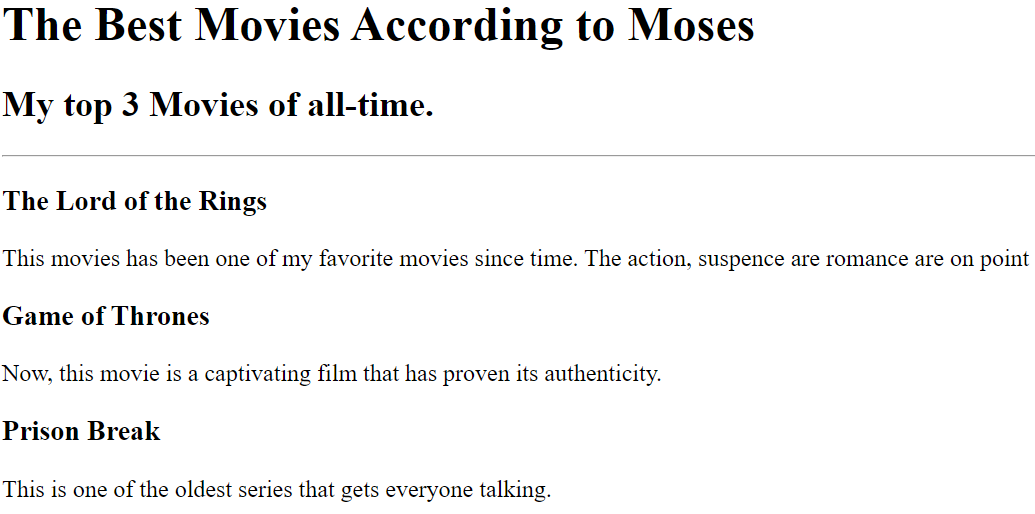 The Best Movies According to Moses
My top 3 Movies of all-time.
The Lord of the Rings
This movies has been one of my favorite movies since time. The action, suspence are romance are on point
Game of Thrones
Now, this movie is a captivating film that has proven its authenticity.
Prison Break
This is one of the oldest series that gets everyone talking.